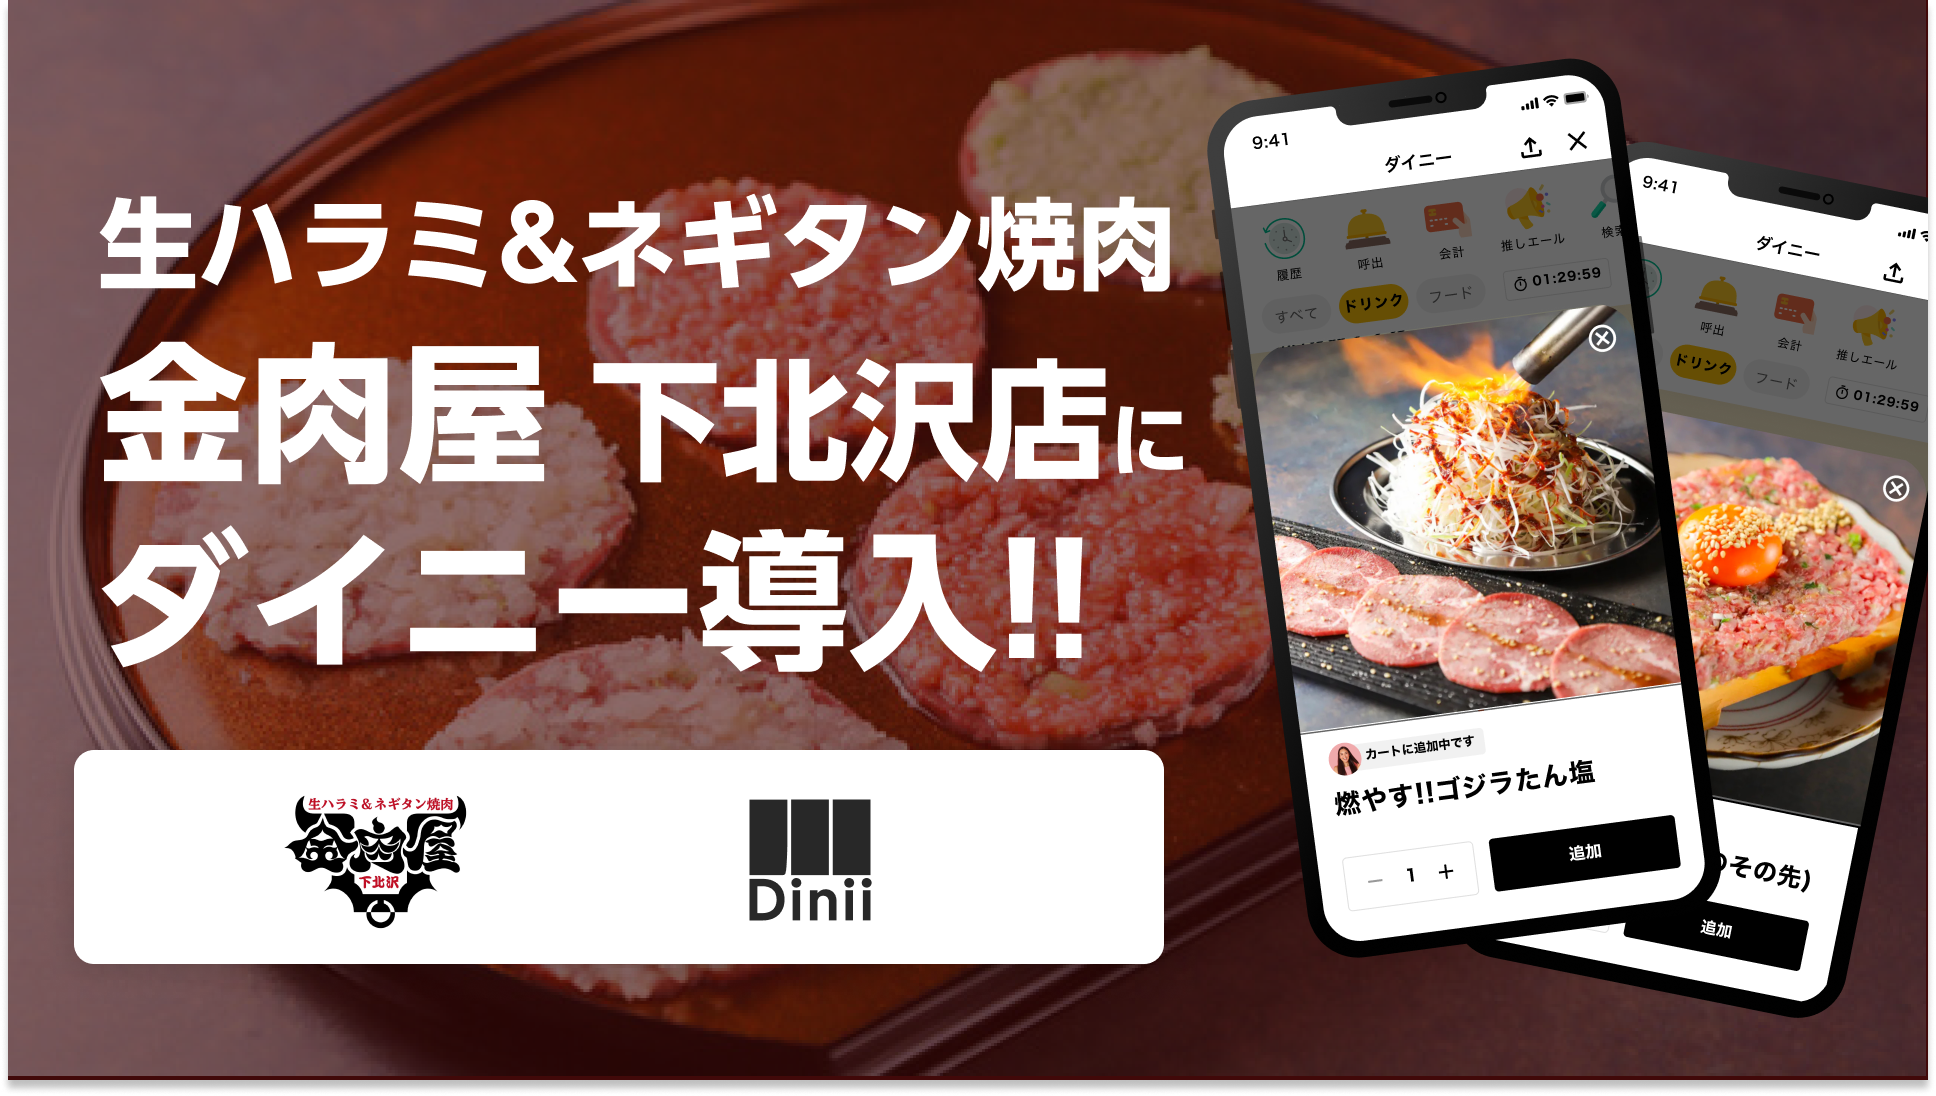 生ハラミ&ネギタン焼肉
金肉屋 下北沢店に
ダイニー導入!!
生ハラミ&ネギタン焼肉
金肉屋
下北沢
Dinii
9:41
ダイニー
履歴
呼出
会計
推しエール
検索
すべて
ドリンク
フード
01:29:59
カートに追加中です
燃やす!!ゴジラたん塩
1
追加
9:41
ダイニー
呼出
会計
推しエール
ドリンク
フード
01:29:59
のその先)
追加